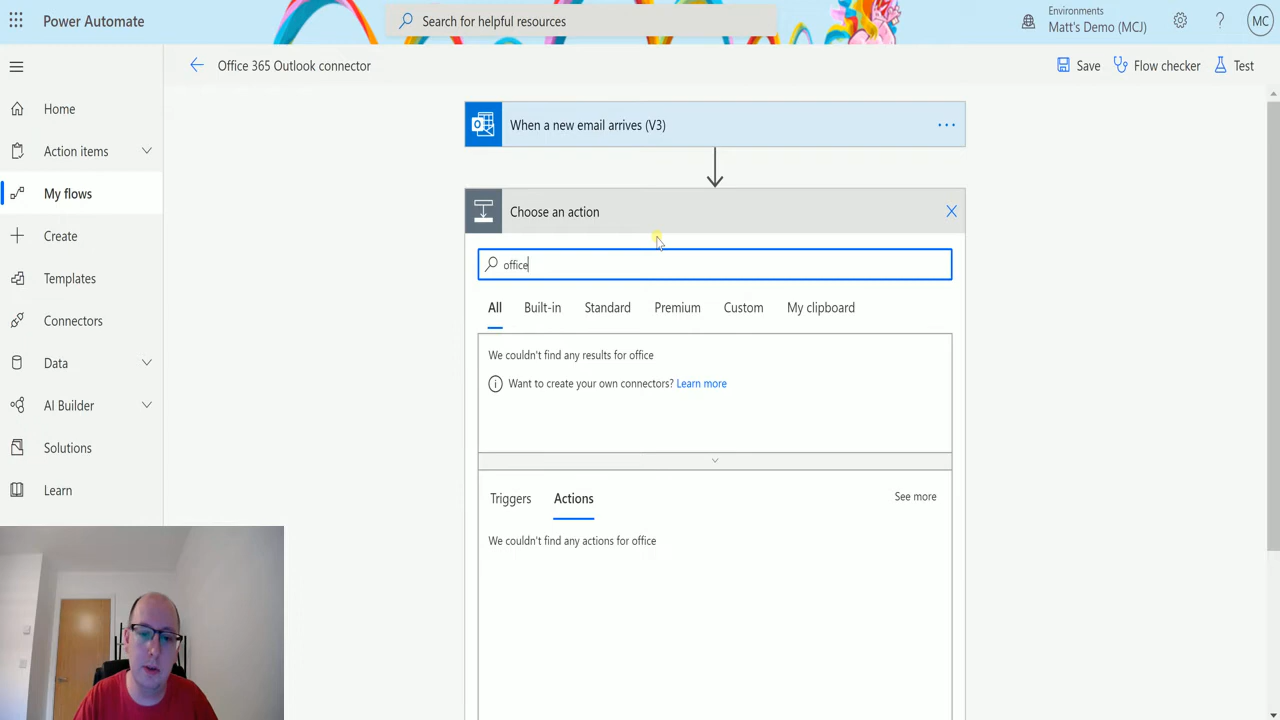 Power Automate
Search for helpful resources
Environments
Matt's Demo (MCJ)
MC
Office 365 Outlook connector
Save
Flow checker
Test
Home
Action items
My flows
Create
Templates
Connectors
Data
AI Builder
Solutions
Learn
When a new email arrives (V3)
Choose an action
office
All Built-in Standard Premium Custom My clipboard
We couldn't find any results for office
Want to create your own connectors? Learn more
Triggers Actions See more
We couldn't find any actions for office